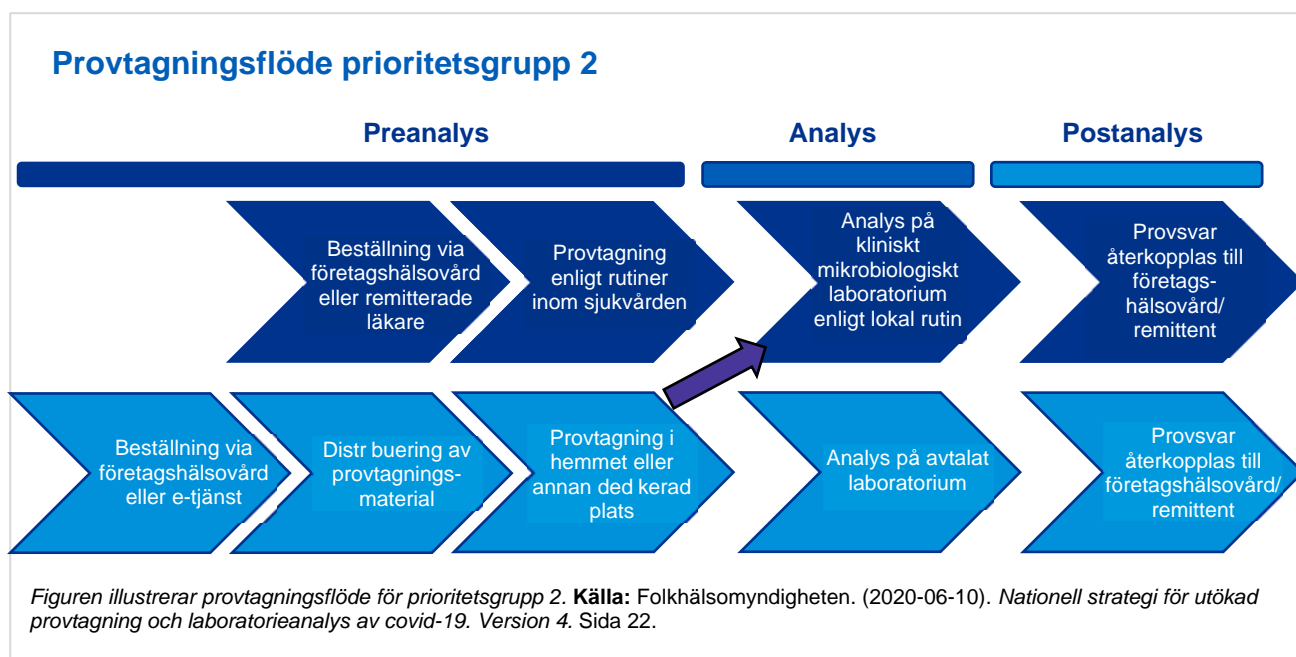 Provtagningsflöde prioritetsgrupp 2
Preanalys
Analys
Postanalys
Beställning via
företagshälsovård
eller remitterade
läkare
Provtagning
enligt rutiner
inom sjukvården
Analys på
kliniskt
mikrobiologiskt
laboratorium
enligt lokal rutin
Provsvar
återkopplas till
företags-
hälsovård/
remittent
Beställning via
företagshälsovård
eller e-tjänst
Distr buering av
provtagnings-
material
Provtagning i
hemmet eller
annan ded kerad
plats
Analys på avtalat
laboratorium
Provsvar
återkopplas till
företagshälsovård/
remittent
Figuren illustrerar provtagningsflöde för prioritetsgrupp 2. Källa: Folkhälsomyndigheten. (2020-06-10). Nationell strategi för utökad
provtagning och laboratorieanalys av covid-19. Version 4. Sida 22.